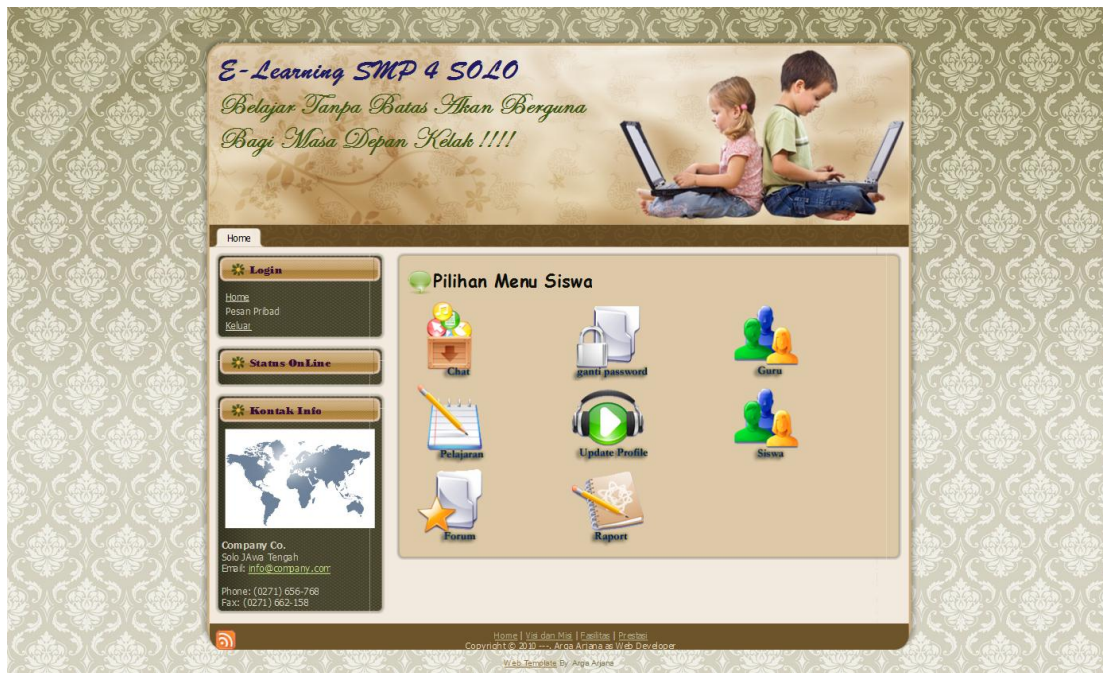 E-Learning SMP 4 SOLO
Belajar Tanpa Batas Akan Berguna
Bagi Masa Depan Kelak !!!!
Home
Login
Home
Pesan Pribad
Keluar
Status OnLine
Kontak Info
Company Co.
Solo JAwa Tengah
Email: info@company.com
Phone: (0271) 656-768
Fax: (0271) 662-158
Pilihan Menu Siswa
Chat
ganti password
Guru
Pelajaran
Update Profile
Siswa
Forum
Raport
Home | Visi dan Misi | Fasilitas | Prestasi
Copyright © 2010 ---. Arga Arjana as Web Developer
Web Template By Arga Arjana